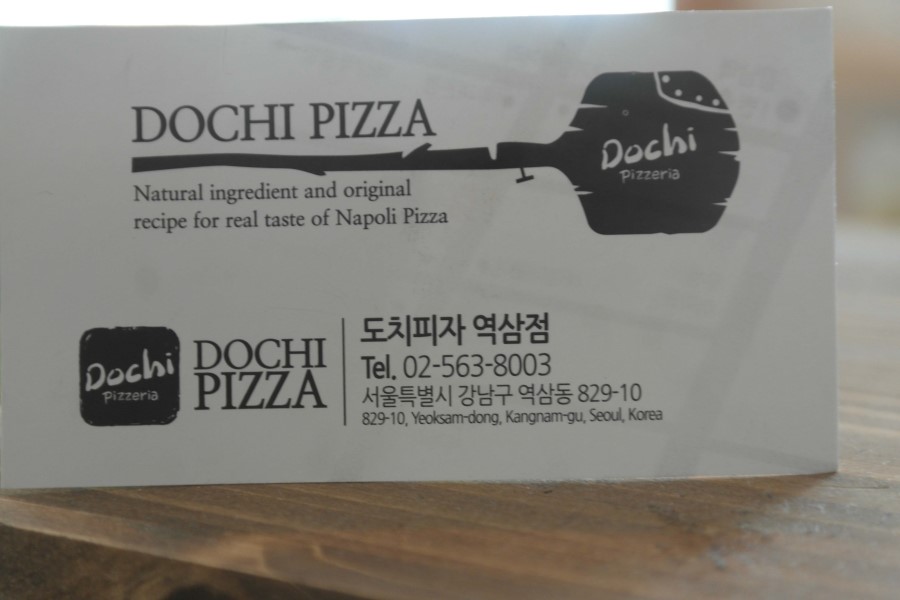 DOCHI PIZZA
Natural ingredient and original
recipe for real taste of Napoli Pizza
Dochi
Pizzeria
Dochi
Pizzeria
DOCHI
PIZZA
도치피자 역삼점
Tel. 02-563-8003
서울특별시 강남구 역삼동 829-10
829-10, Yeoksam-dong, Kangnam-gu, Seoul, Korea